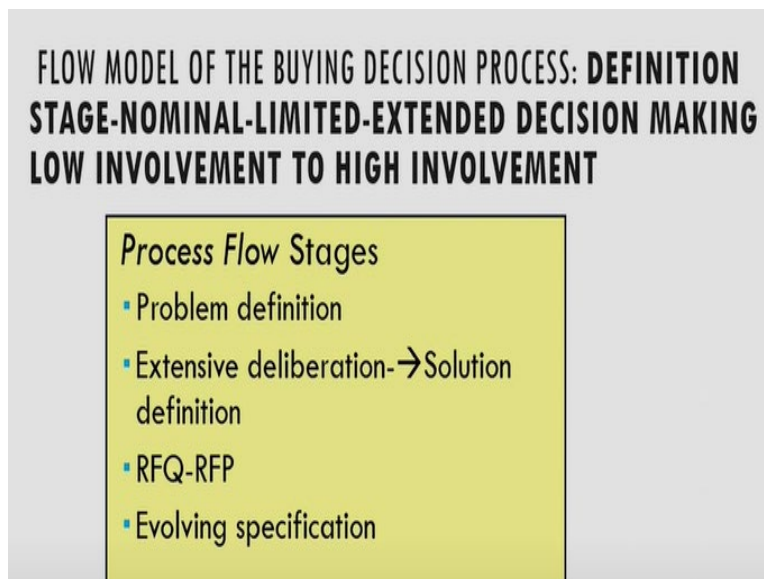 FLOW MODEL OF THE BUYING DECISION PROCESS: DEFINITION
STAGE-NOMINAL-LIMITED-EXTENDED DECISION MAKING
LOW INVOLVEMENT TO HIGH INVOLVEMENT
Process Flow Stages
▪ Problem definition
▪ Extensive deliberation-→Solution
definition
▪ RFQ-RFP
▪ Evolving specification